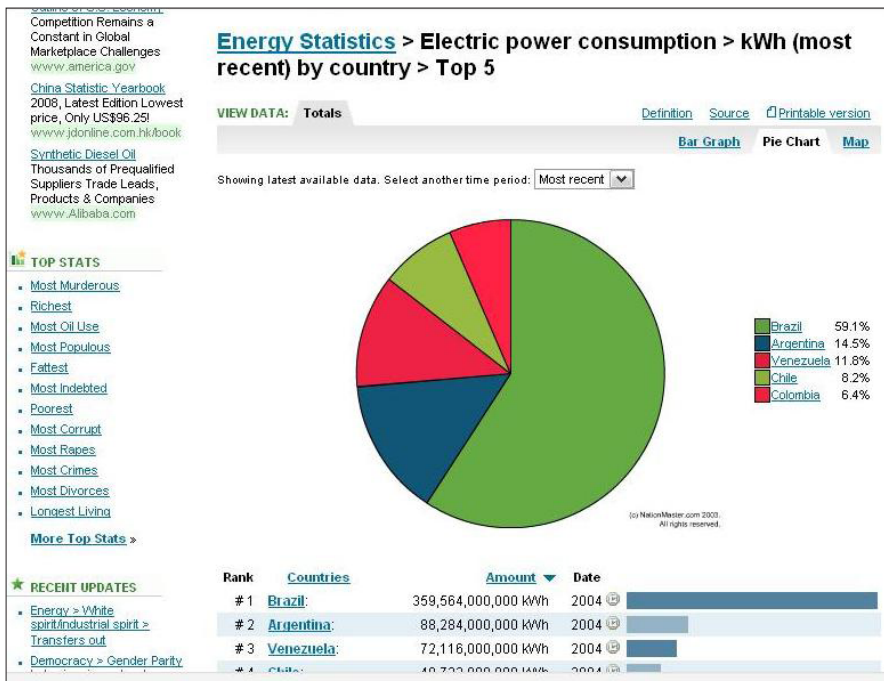 Outline of U.S. Economy
Competition Remains a
Constant in Global
Marketplace Challenges
www.america.gov
China Statistic Yearbook
2008, Latest Edition Lowest
price, Only US$96.25!
www.jdonline.com.hk/book
Synthetic Diesel Oil
Thousands of Prequalified
Suppliers Trade Leads,
Products & Companies
www.Alibaba.com
TOP STATS
Most Murderous
Richest
Most Oil Use
Most Populous
Fattest
Most Indebted
Poorest
Most Corrupt
Most Rapes
Most Crimes
Most Divorces
Longest Living
More Top Stats »
RECENT UPDATES
Energy > White
spirit/industrial spirit >
Transfers out
Democracy > Gender Parity
Energy Statistics > Electric power consumption > kWh (most
recent) by country > Top 5
VIEW DATA: Totals
Definition Source Printable version
Bar Graph Pie Chart Map
Showing latest available data. Select another time period: Most recent
Brazil 59.1%
Argentina 14.5%
Venezuela 11.8%
Chile 8.2%
Colombia 6.4%
(c) NationMaster.com 2003.
All rights reserved.
Rank Countries Amount Date
# 1 Brazil: 359,564,000,000 kWh 2004
# 2 Argentina: 88,284,000,000 kWh 2004
# 3 Venezuela: 72,116,000,000 kWh 2004
# 4 Chile: kWh 2004